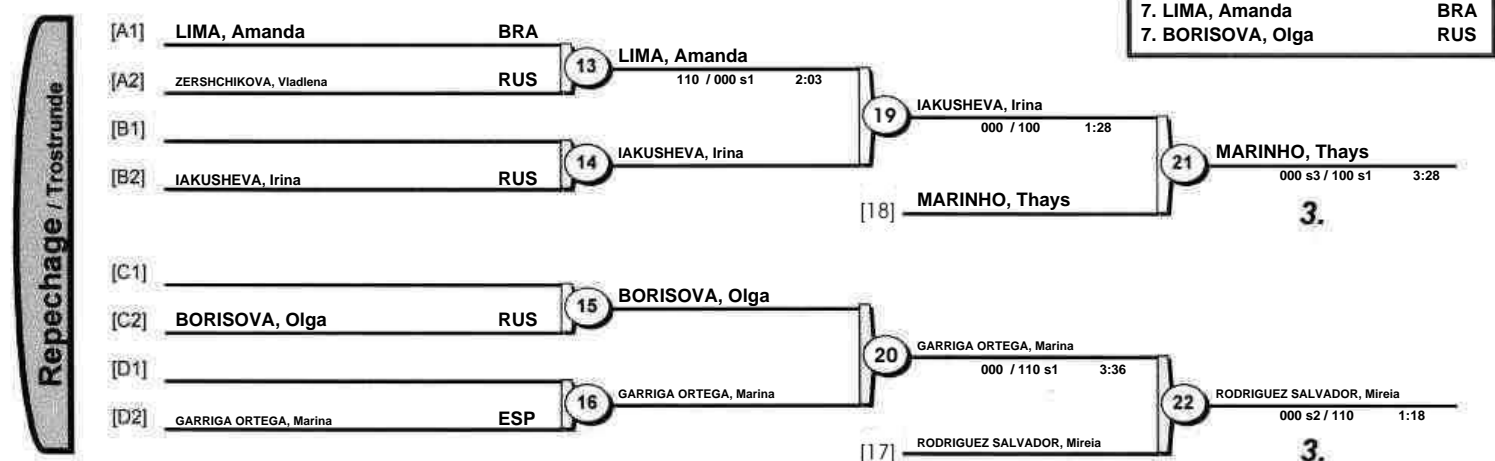 7. LIMA, Amanda BRA
7. BORISOVA, Olga RUS
Repechage / Trostrunde
[A1] LIMA, Amanda BRA
13 LIMA, Amanda
110 / 000 s1 2:03
[A2] ZERSHCHIKOVA, Vladlena RUS
19 IAKUSHEVA, Irina
000 / 100 1:28
[B1]
14 IAKUSHEVA, Irina
21 MARINHO, Thays
000 s3 / 100 s1 3:28
[B2] IAKUSHEVA, Irina RUS
[18] MARINHO, Thays
3.
[C1]
15 BORISOVA, Olga
[C2] BORISOVA, Olga RUS
20 GARRIGA ORTEGA, Marina
000 / 110 s1 3:36
[D1]
16 GARRIGA ORTEGA, Marina
22 RODRIGUEZ SALVADOR, Mireia
000 s2 / 110 1:18
[D2] GARRIGA ORTEGA, Marina ESP
[17] RODRIGUEZ SALVADOR, Mireia
3.